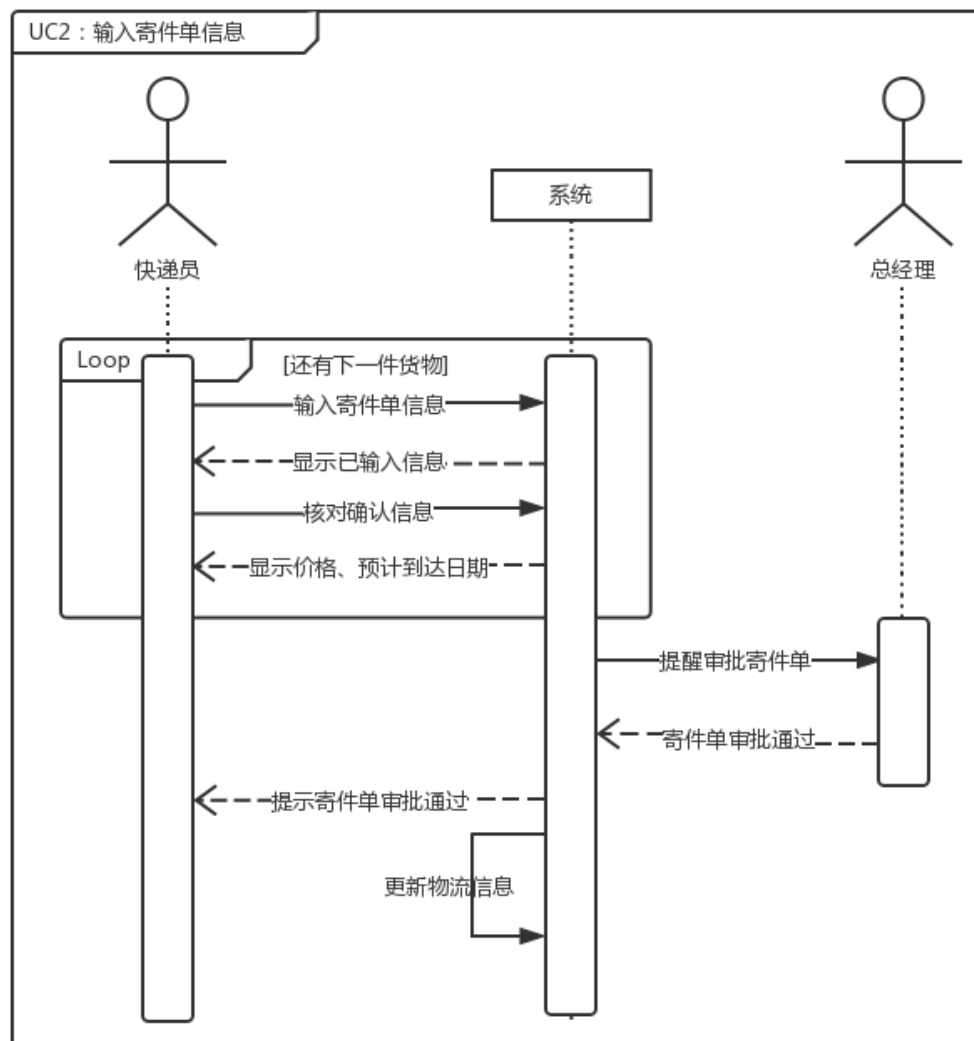 UC2：输入寄件单信息
系统
快递员
总经理
Loop
[还有下一件货物]
输入寄件单信息
显示已输入信息
核对确认信息
显示价格、预计到达日期
提醒审批寄件单
寄件单审批通过
提示寄件单审批通过
更新物流信息